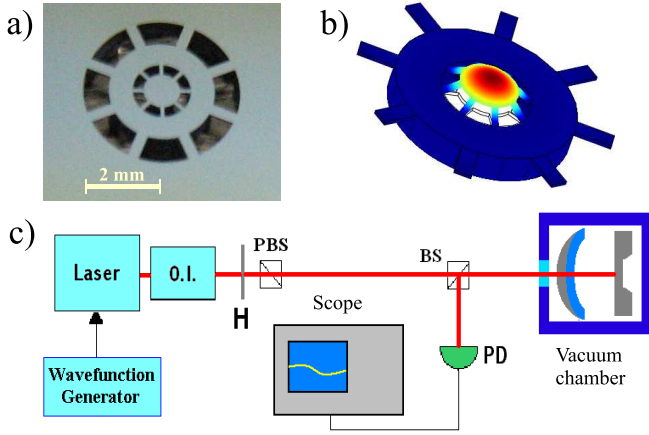 a)
b)
2 mm
c)
Laser
O.I.
H
PBS
BS
Scope
PD
Wavefunction
Generator
Vacuum
chamber